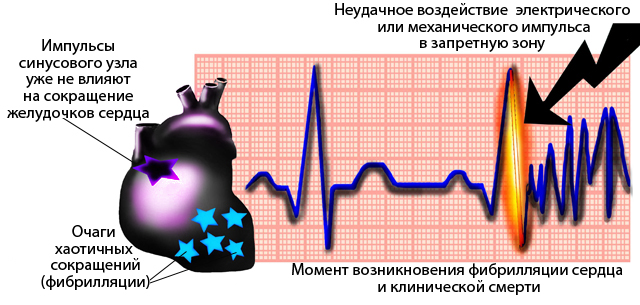 Неудачное воздействие электрического
или механического импульса
в запретную зону
Импульсы
синусового узла
уже не влияют
на сокращение
желудочков сердца
Очаги
хаотичных
сокращений
(фибрилляции)
Момент возникновения фибрилляции сердца
и клинической смерти